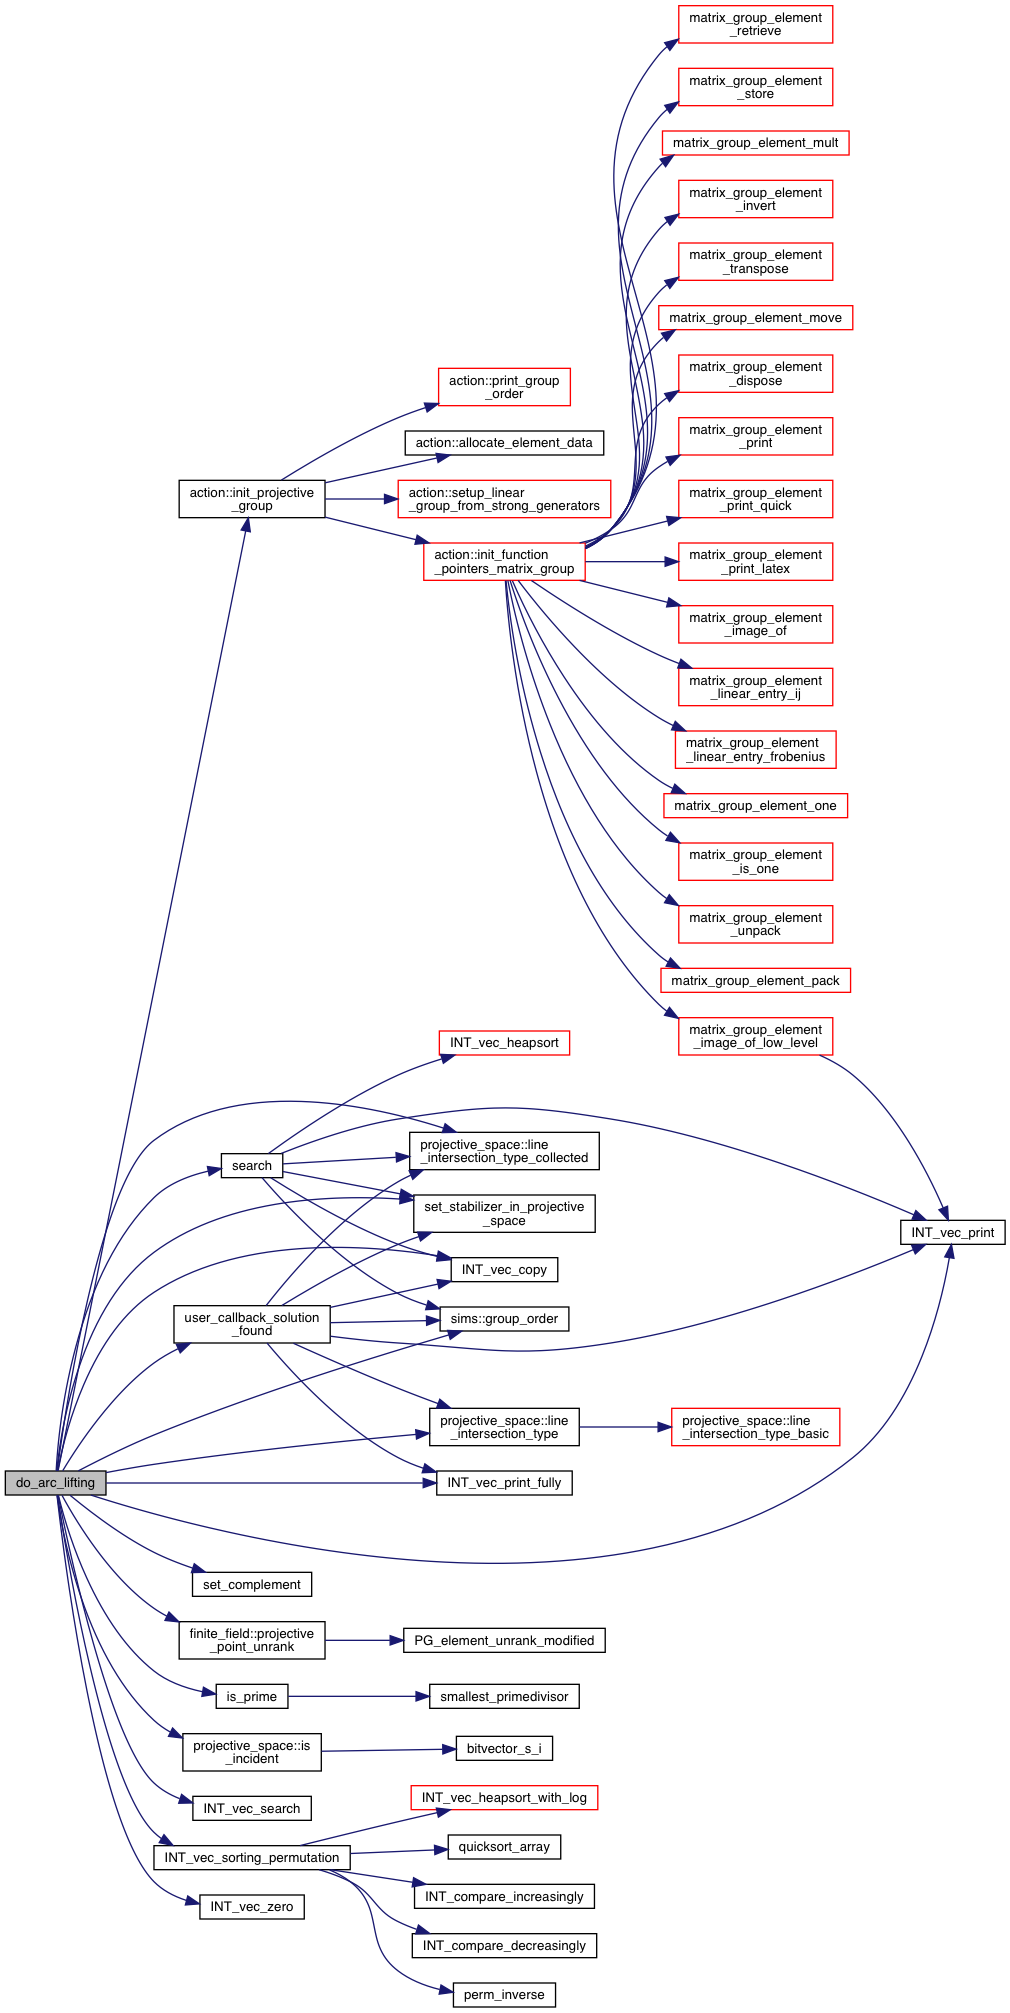 matrix_group_element
_retrieve
matrix_group_element
_store
matrix_group_element_mult
matrix_group_element
_invert
matrix_group_element
_transpose
matrix_group_element_move
matrix_group_element
_dispose
action::print_group
_order
matrix_group_element
_print
action::allocate_element_data
action::init_projective
_group
action::setup_linear
_group_from_strong_generators
matrix_group_element
_print_quick
action::init_function
_pointers_matrix_group
matrix_group_element
_print_latex
matrix_group_element
_image_of
matrix_group_element
_linear_entry_ij
matrix_group_element
_linear_entry_frobenius
matrix_group_element_one
matrix_group_element
_is_one
matrix_group_element
_unpack
matrix_group_element_pack
matrix_group_element
_image_of_low_level
INT_vec_heapsort
projective_space::line
_intersection_type_collected
search
set_stabilizer_in_projective
_space
INT_vec_print
INT_vec_copy
user_callback_solution
_found
sims::group_order
projective_space::line
_intersection_type
projective_space::line
_intersection_type_basic
do_arc_lifting
INT_vec_print_fully
set_complement
finite_field::projective
_point_unrank
PG_element_unrank_modified
is_prime
smallest_primedivisor
projective_space::is
_incident
bitvector_s_i
INT_vec_search
INT_vec_heapsort_with_log
INT_vec_sorting_permutation
quicksort_array
INT_compare_increasingly
INT_vec_zero
INT_compare_decreasingly
perm_inverse